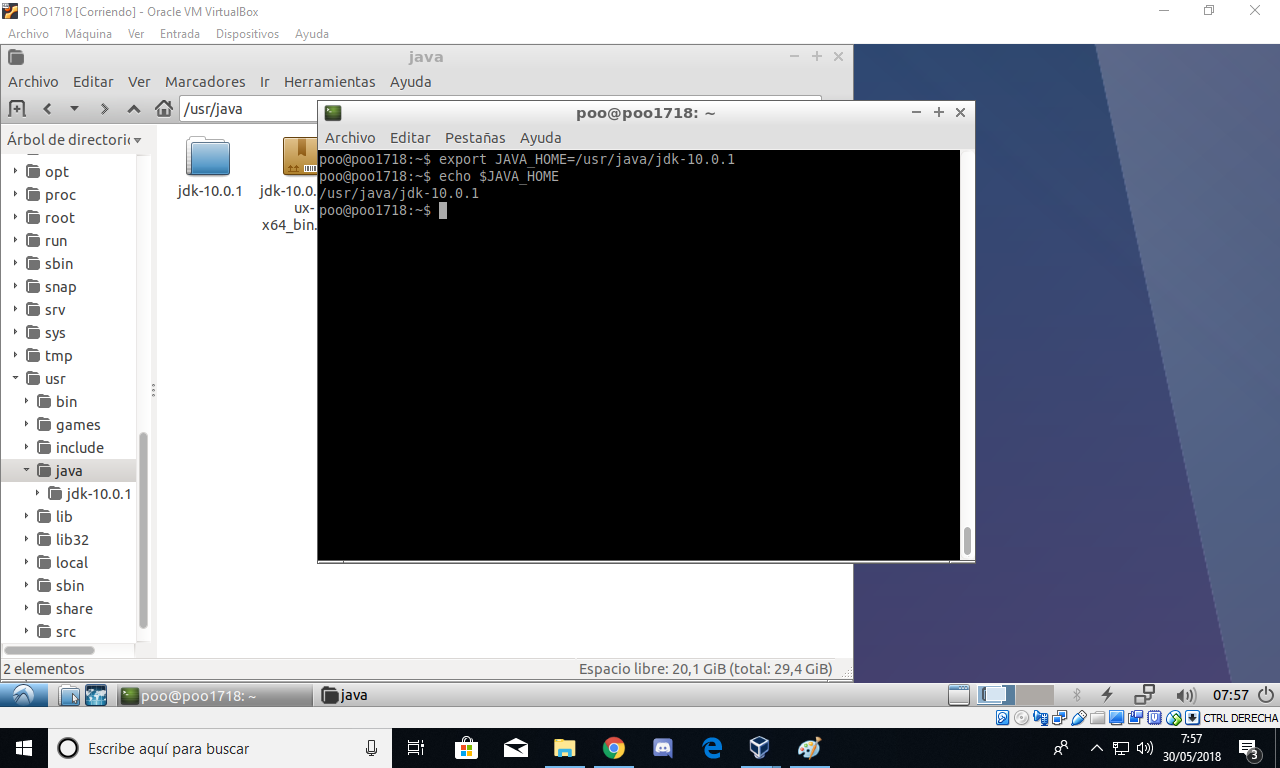 POO1718 [Corriendo] - Oracle VM VirtualBox
Archivo Máquina Ver Entrada Dispositivos Ayuda
java
Archivo Editar Ver Marcadores Ir Herramientas Ayuda
/usr/java
Árbol de directori
opt
proc
root
run
sbin
snap
srv
sys
tmp
usr
bin
games
include
java
jdk-10.0.1
lib
lib32
local
sbin
share
src
jdk-10.0.1
jdk-10.0.
ux-
x64_bin.
2 elementos
Espacio libre: 20,1 GiB (total: 29,4 GiB)
poo@poo1718: ~
Archivo Editar Pestañas Ayuda
poo@poo1718:~$ export JAVA_HOME=/usr/java/jdk-10.0.1
poo@poo1718:~$ echo $JAVA_HOME
/usr/java/jdk-10.0.1
poo@poo1718:~$
poo@poo1718: ~
java
07:57
CTRL DERECHA
Escribe aquí para buscar
7:57
30/05/2018
3